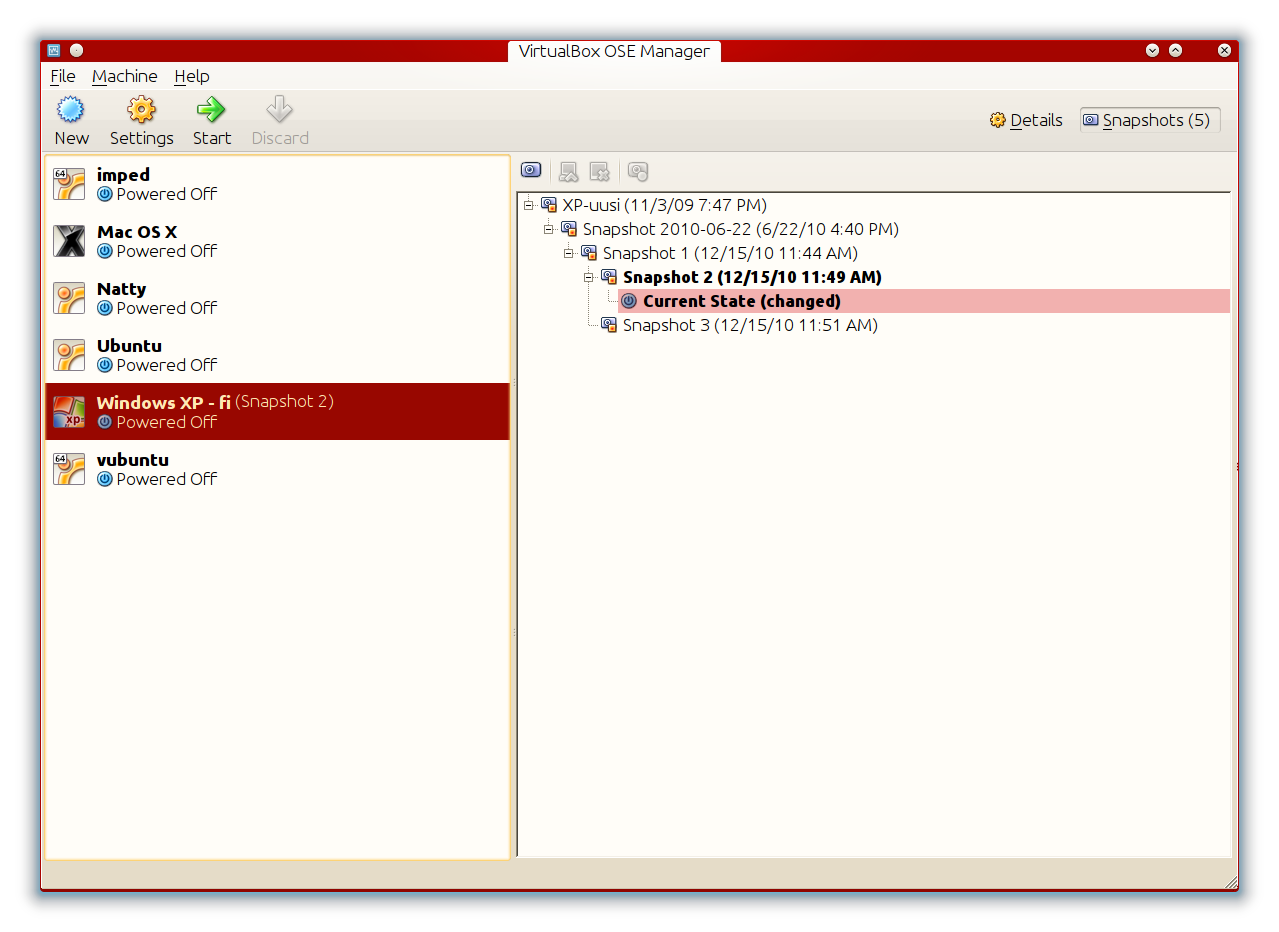 VirtualBox OSE Manager
File Machine Help
New Settings Start Discard
Details Snapshots (5)
64
imped
Powered Off
Mac OS X
Powered Off
Natty
Powered Off
Ubuntu
Powered Off
Windows XP - fi (Snapshot 2)
xp
Powered Off
64
vubuntu
Powered Off
XP-uusi (11/3/09 7:47 PM)
Snapshot 2010-06-22 (6/22/10 4:40 PM)
Snapshot 1 (12/15/10 11:44 AM)
Snapshot 2 (12/15/10 11:49 AM)
Current State (changed)
Snapshot 3 (12/15/10 11:51 AM)